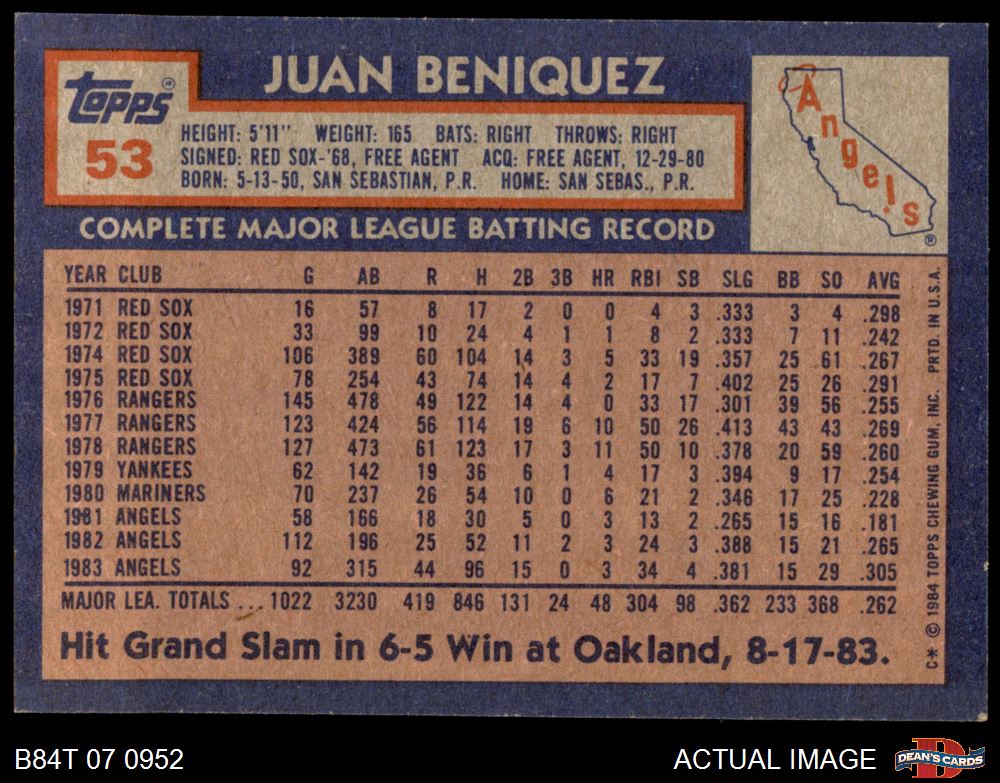 JUAN BENIQUEZ
Topps®
53
HEIGHT: 5'11" WEIGHT: 165 BATS: RIGHT THROWS: RIGHT
SIGNED: RED SOX-'68, FREE AGENT ACQ: FREE AGENT, 12-29-80
BORN: 5-13-50, SAN SEBASTIAN, P.R. HOME: SAN SEBAS., P.R.
Angels
®
COMPLETE MAJOR LEAGUE BATTING RECORD
YEAR CLUB G AB R H 2B 3B HR RBI SB SLG BB SO AVG
1971 RED SOX 16 57 8 17 2 0 0 4 3 .333 3 4 .298
1972 RED SOX 33 99 10 24 4 1 1 8 2 .333 7 11 .242
1974 RED SOX 106 389 60 104 14 3 5 33 19 .357 25 61 .267
1975 RED SOX 78 254 43 74 14 4 2 17 7 .402 25 26 .291
1976 RANGERS 145 478 49 122 14 4 0 33 17 .301 39 56 .255
1977 RANGERS 123 424 56 114 19 6 10 50 26 .413 43 43 .269
1978 RANGERS 127 473 61 123 17 3 11 50 10 .378 20 59 .260
1979 YANKEES 62 142 19 36 6 1 4 17 3 .394 9 17 .254
1980 MARINERS 70 237 26 54 10 0 6 21 2 .346 17 25 .228
1981 ANGELS 58 166 18 30 5 0 3 13 2 .265 15 16 .181
1982 ANGELS 112 196 25 52 11 2 3 24 3 .388 15 21 .265
1983 ANGELS 92 315 44 96 15 0 3 34 4 .381 15 29 .305
MAJOR LEA. TOTALS ... 1022 3230 419 846 131 24 48 304 98 .362 233 368 .262
Hit Grand Slam in 6-5 Win at Oakland, 8-17-83.
C* © 1984 TOPPS CHEWING GUM, INC. PRTD. IN U.S.A.
B84T 07 0952
ACTUAL IMAGE
DEAN'S CARDS